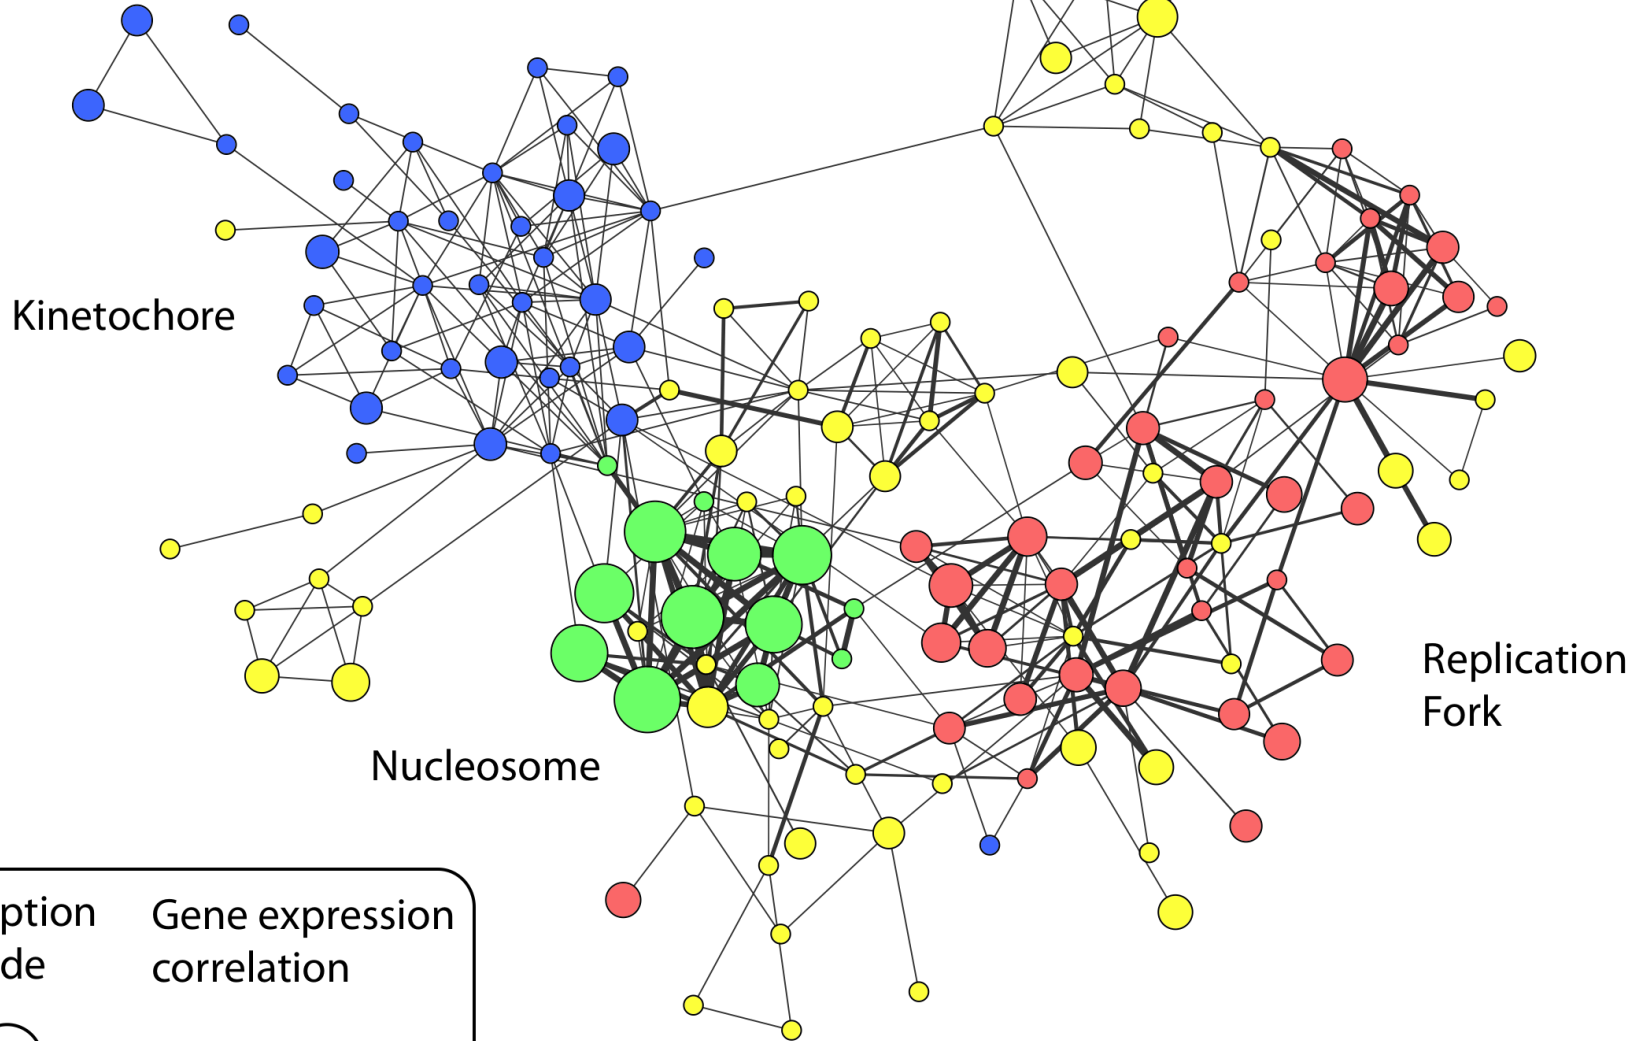 Kinetochore
Replication
Fork
Nucleosome
ption
de
Gene expression
correlation